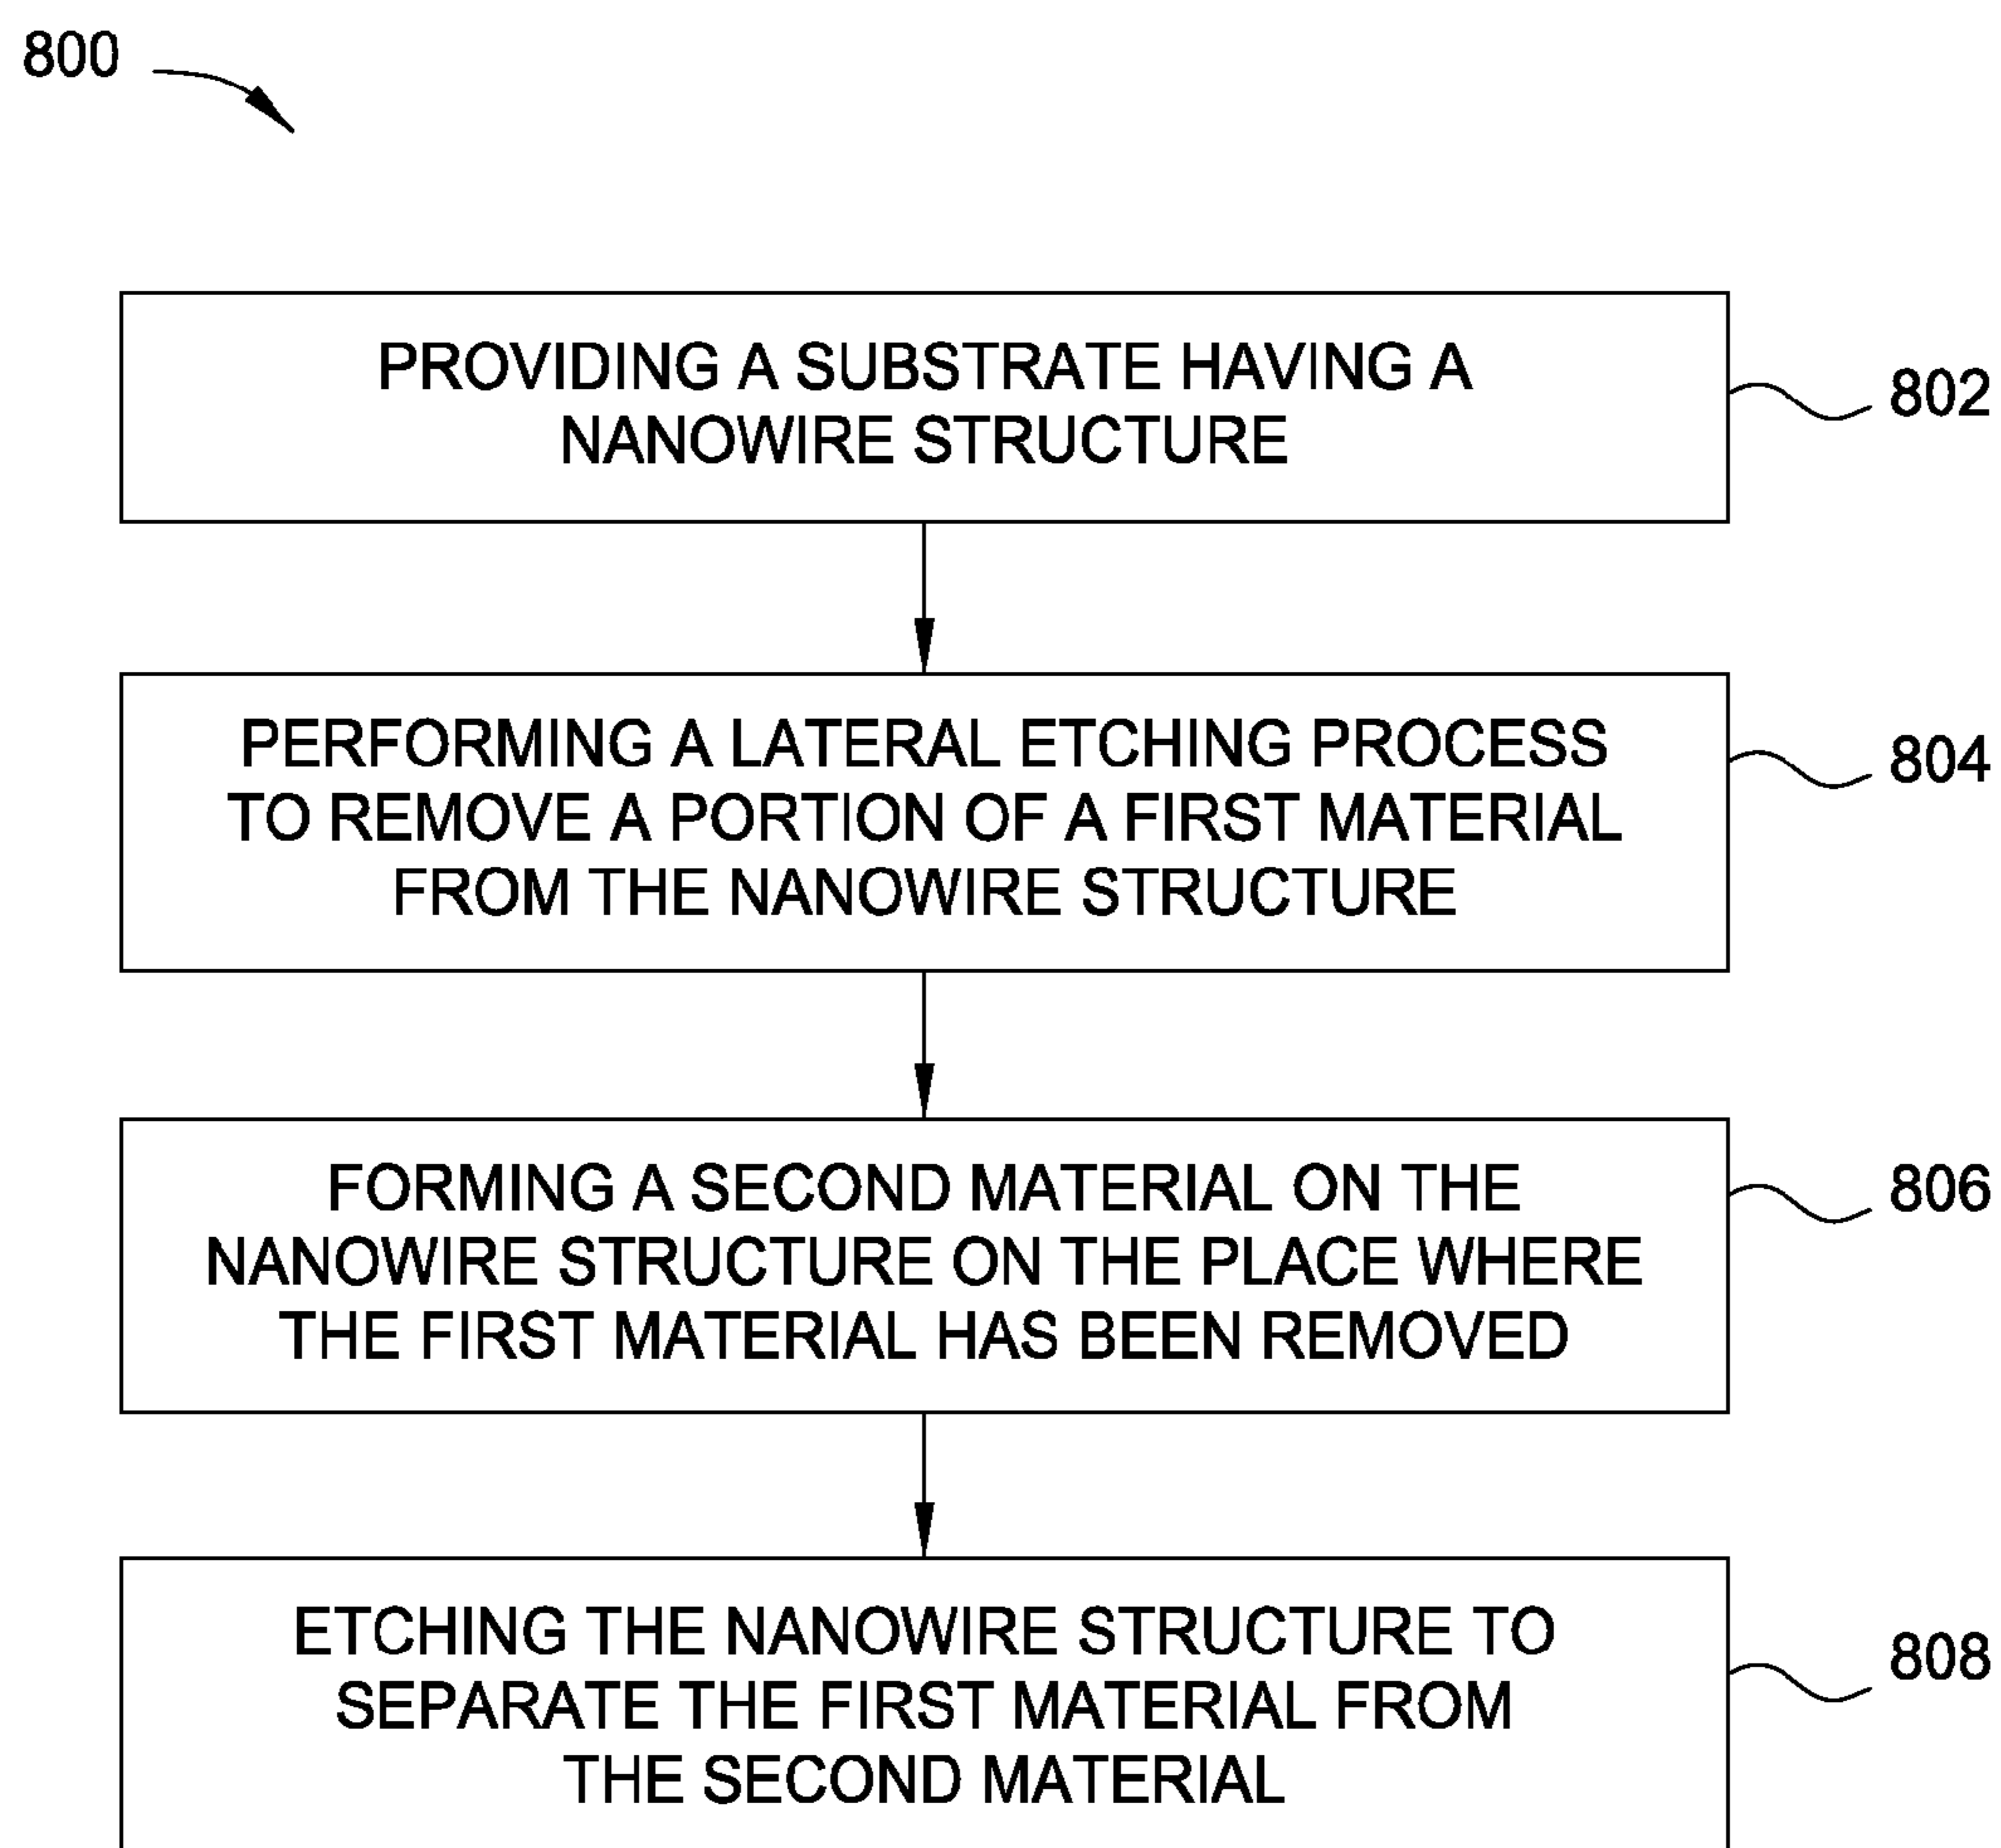 800
PROVIDING A SUBSTRATE HAVING A
NANOWIRE STRUCTURE
802
PERFORMING A LATERAL ETCHING PROCESS
TO REMOVE A PORTION OF A FIRST MATERIAL
FROM THE NANOWIRE STRUCTURE
804
FORMING A SECOND MATERIAL ON THE
NANOWIRE STRUCTURE ON THE PLACE WHERE
THE FIRST MATERIAL HAS BEEN REMOVED
806
ETCHING THE NANOWIRE STRUCTURE TO
SEPARATE THE FIRST MATERIAL FROM
THE SECOND MATERIAL
808